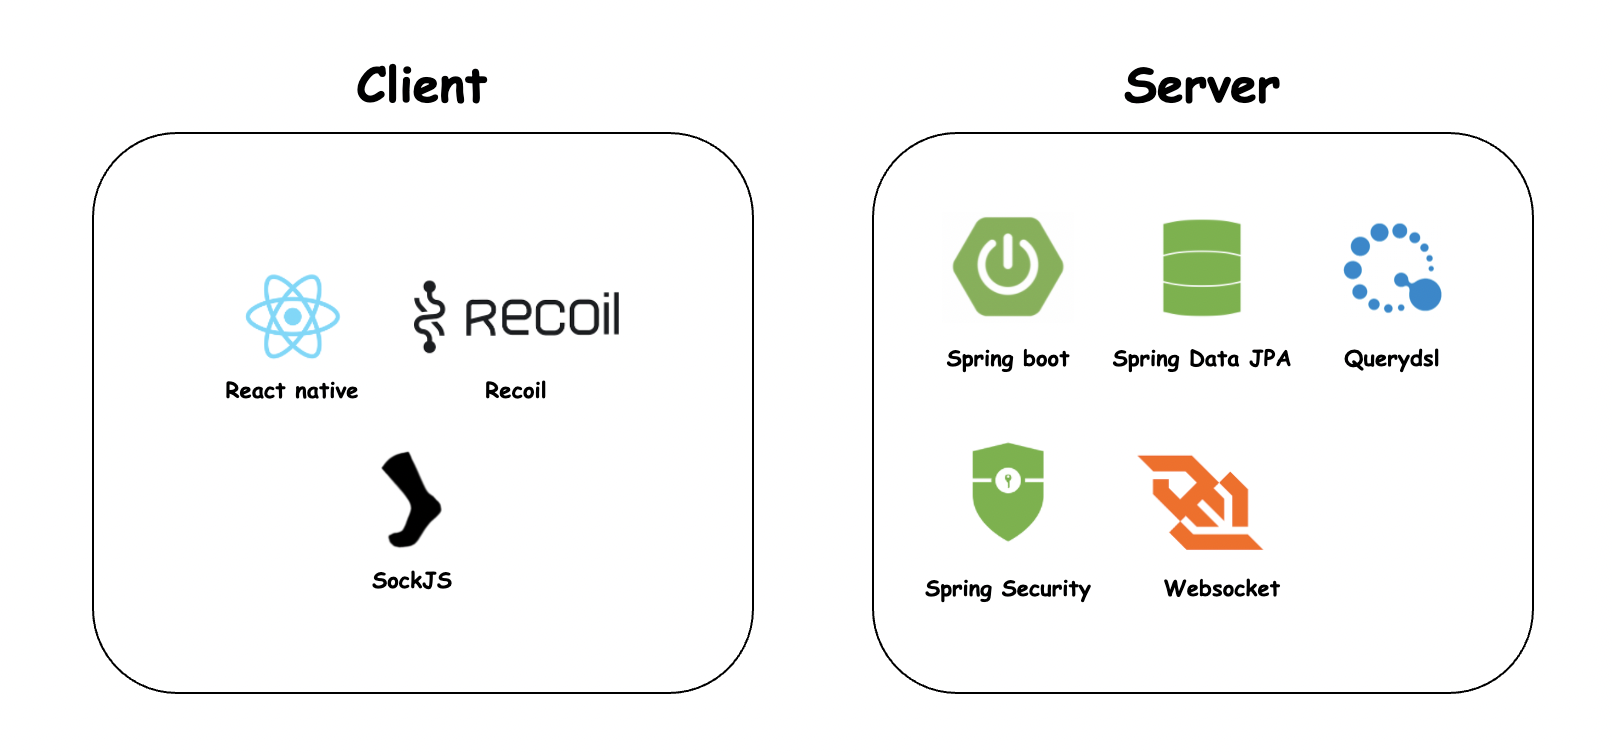 Client
Server
RECOIL
React native
Recoil
SockJS
Spring boot
Spring Data JPA
Querydsl
Spring Security
Websocket